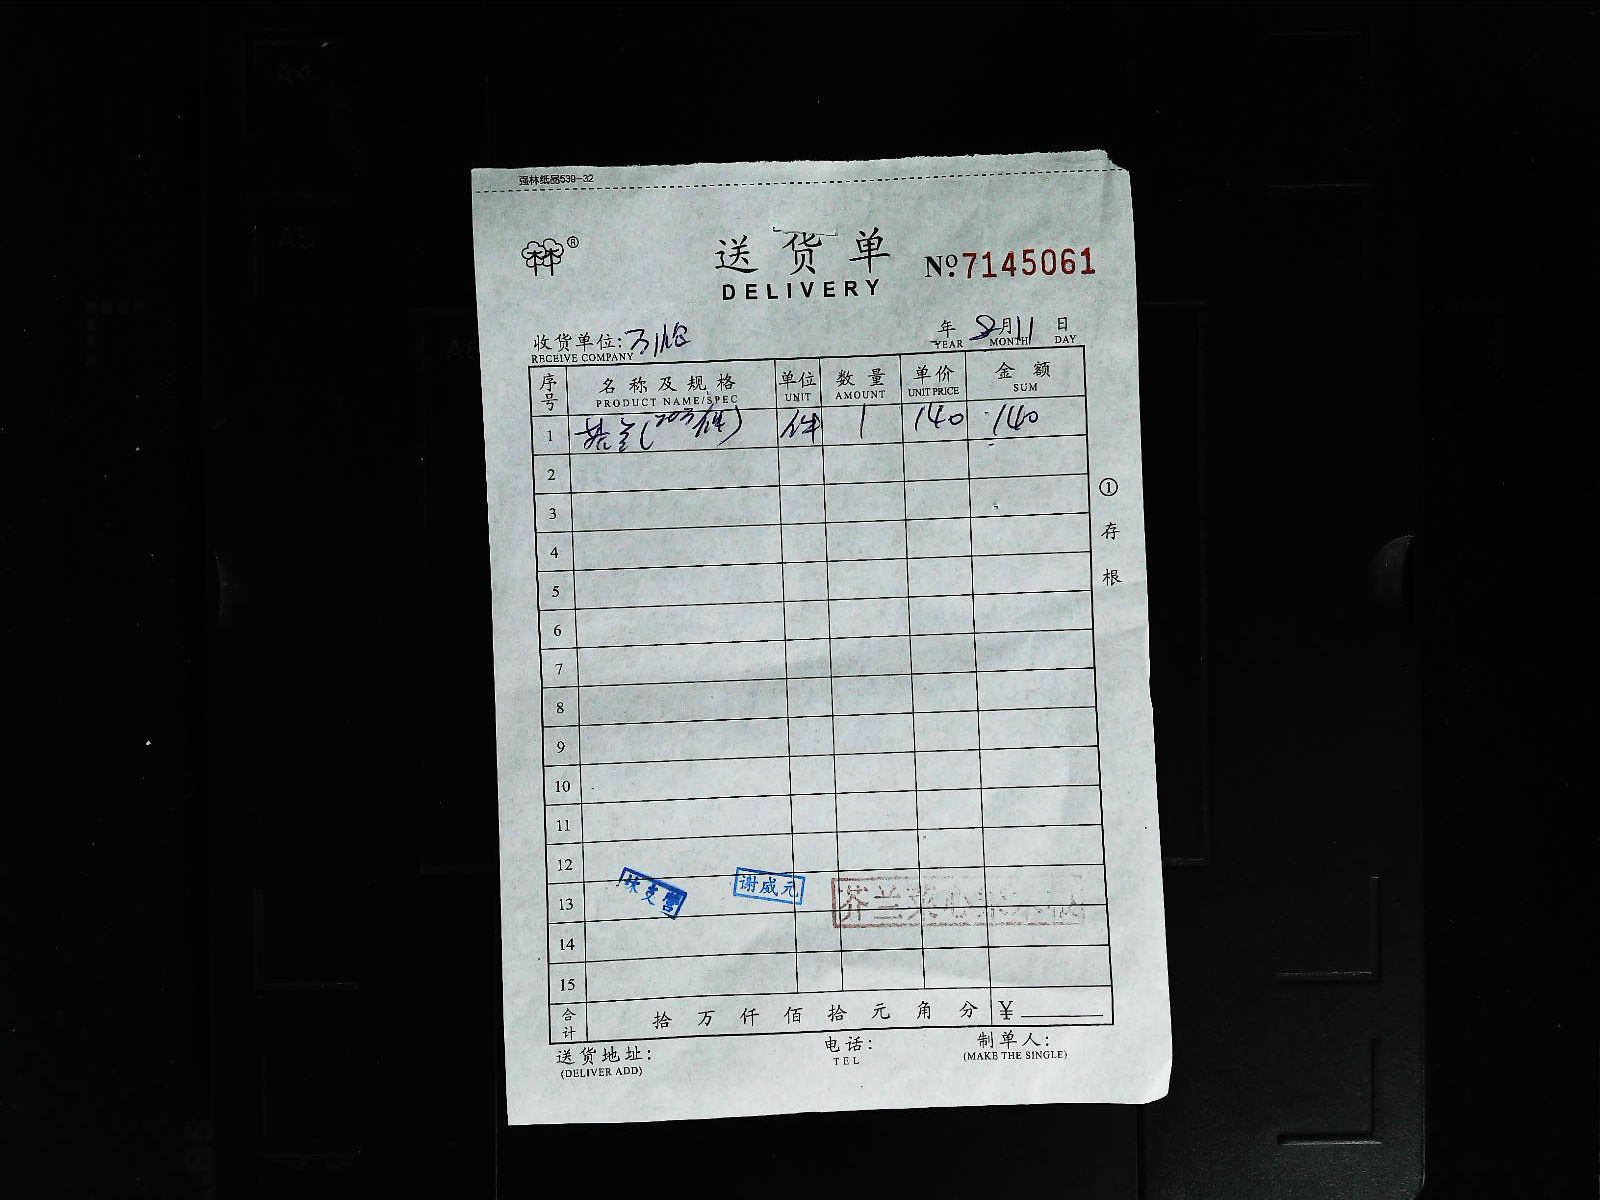 强林纸品539-32
®
送货单 No.7145061
DELIVERY
收货单位: 年 8月11日
RECEIVE COMPANY YEAR MONTH DAY
序号 名称及规格 单位 数量 单价 金额
PRODUCT NAME/SPEC UNIT AMOUNT UNIT PRICE SUM
1 件 1 140 140
2
3
4
5
6
7
8
9
10
11
12
13
14
15
① 存根
谢威元
合计 拾 万 仟 佰 拾 元 角 分 ¥
送货地址: 电话: 制单人:
(DELIVER ADD) TEL (MAKE THE SINGLE)